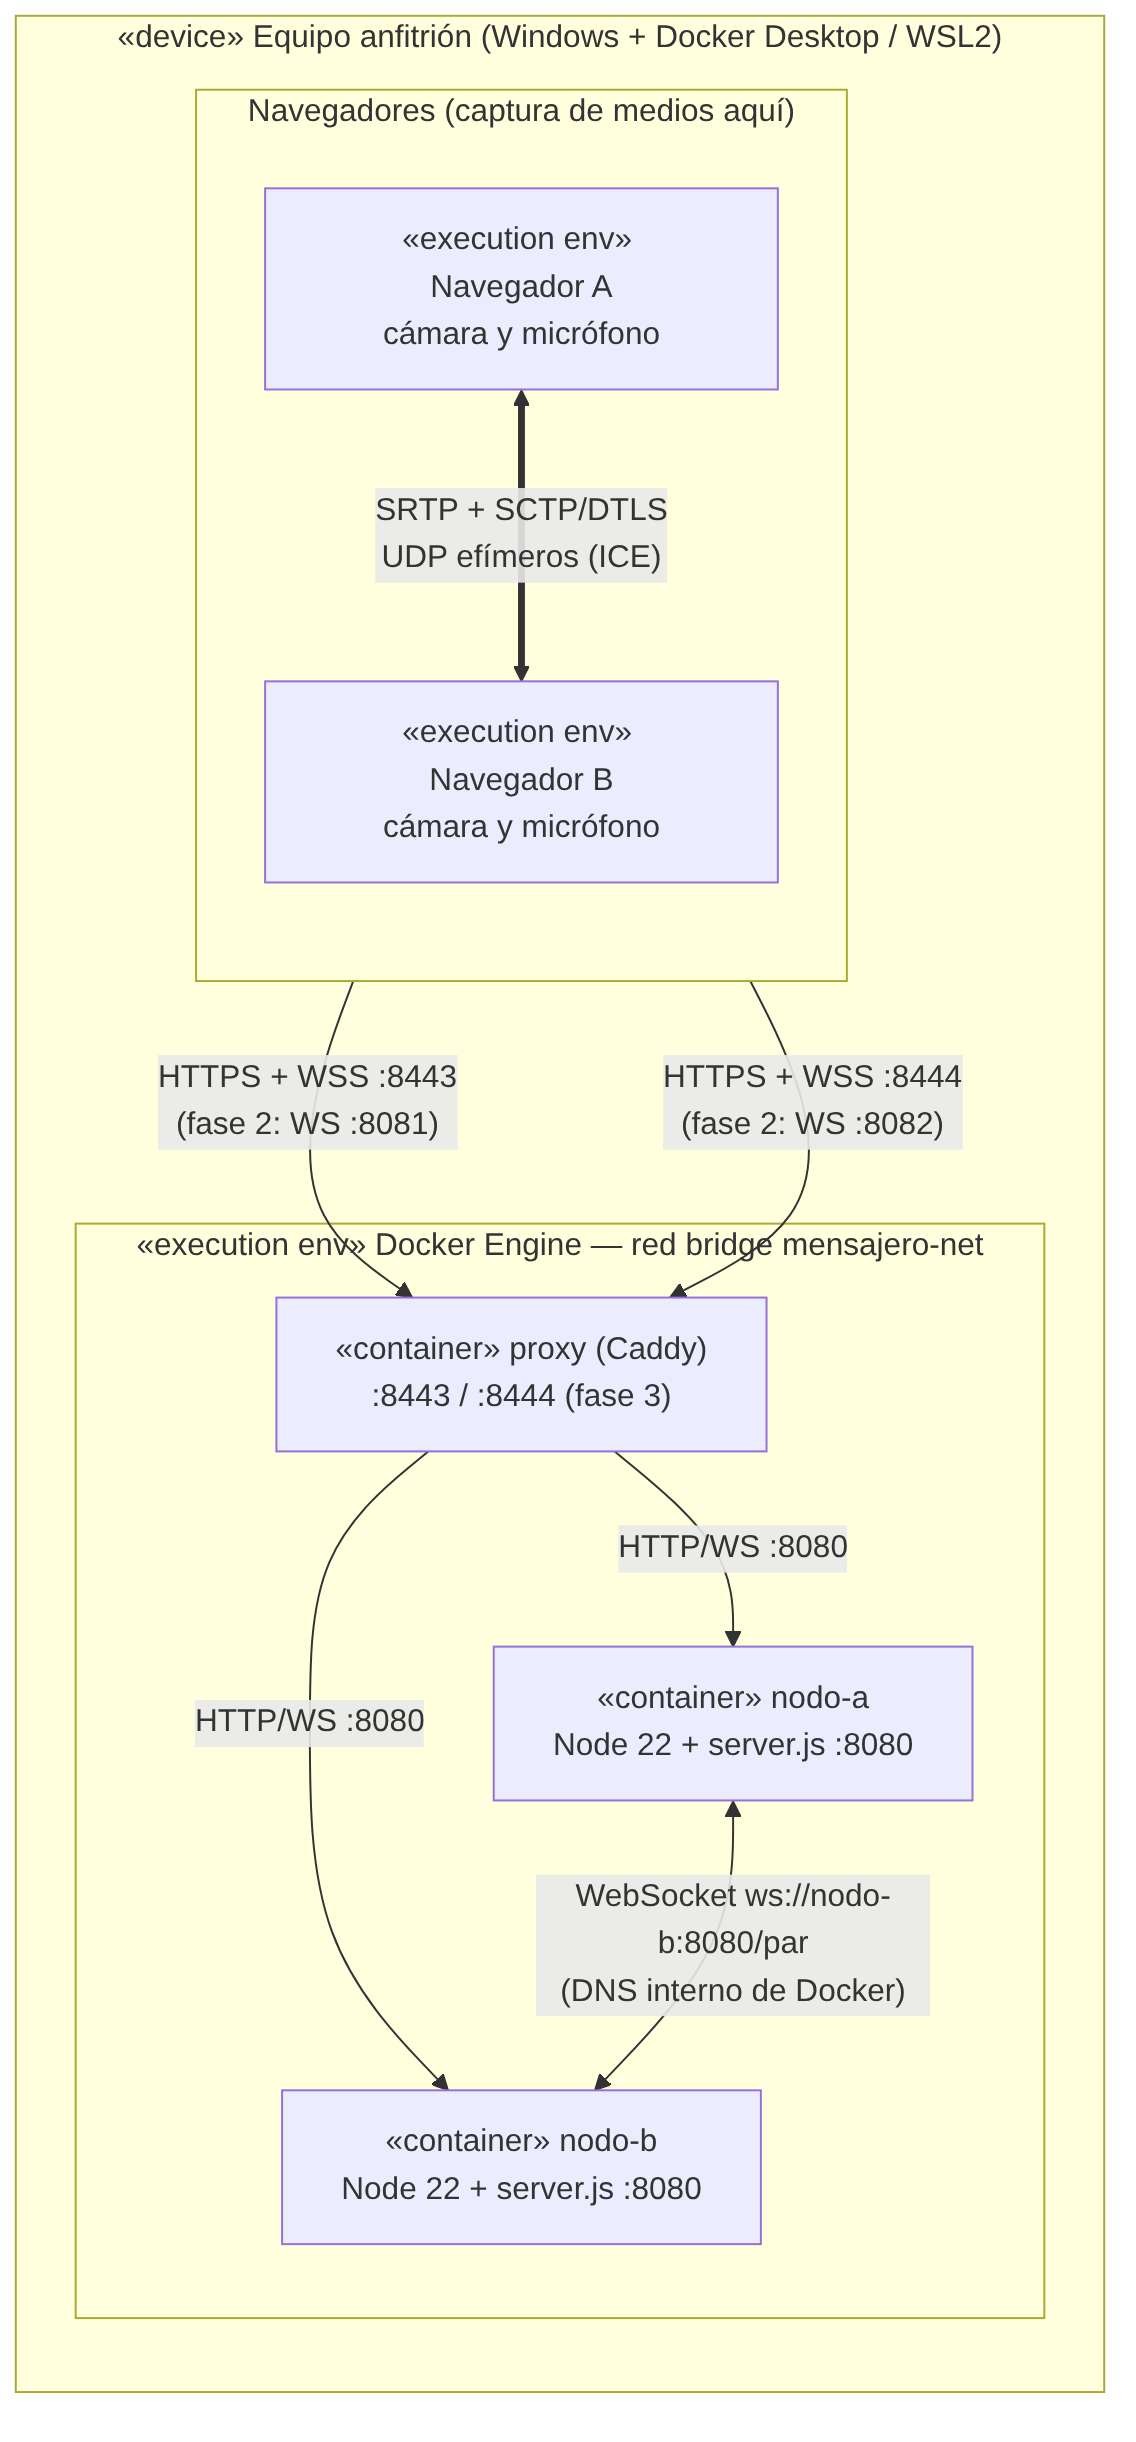 «device» Equipo anfitrión (Windows + Docker Desktop / WSL2)
Navegadores (captura de medios aquí)
«execution env»
Navegador A
cámara y micrófono
SRTP + SCTP/DTLS
UDP efímeros (ICE)
«execution env»
Navegador B
cámara y micrófono
HTTPS + WSS :8443
(fase 2: WS :8081)
HTTPS + WSS :8444
(fase 2: WS :8082)
«execution env» Docker Engine — red bridge mensajero-net
«container» proxy (Caddy)
:8443 / :8444 (fase 3)
HTTP/WS :8080
HTTP/WS :8080
«container» nodo-a
Node 22 + server.js :8080
WebSocket ws://nodo-
b:8080/par
(DNS interno de Docker)
«container» nodo-b
Node 22 + server.js :8080